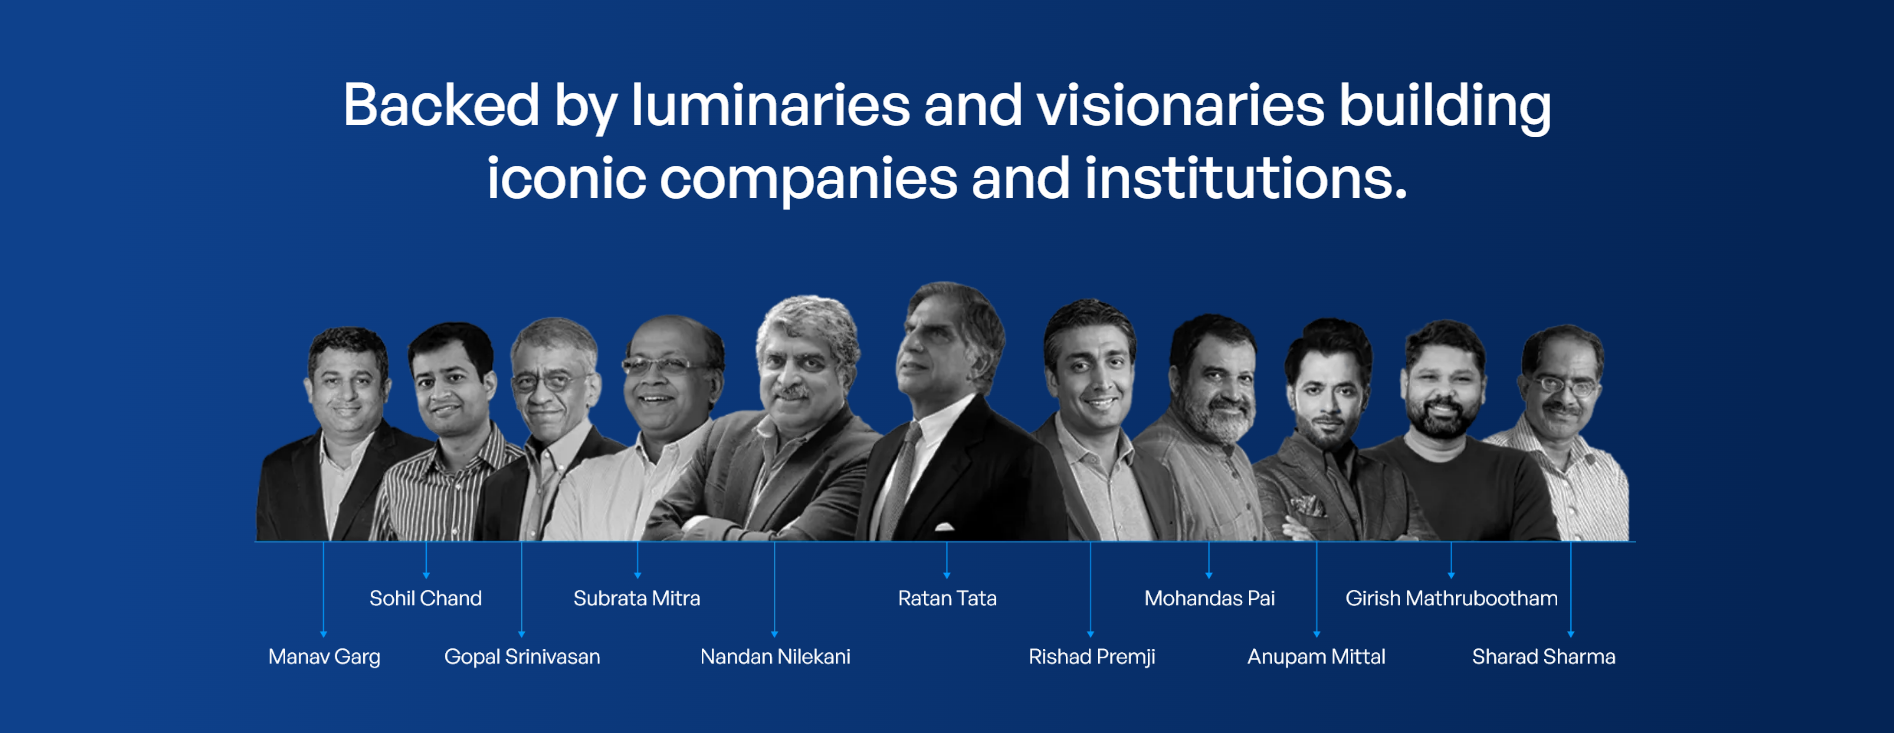 Backed by luminaries and visionaries building
iconic companies and institutions.
Sohil Chand
Subrata Mitra
Ratan Tata
Mohandas Pai
Girish Mathrubootham
Manav Garg
Gopal Srinivasan
Nandan Nilekani
Rishad Premji
Anupam Mittal
Sharad Sharma